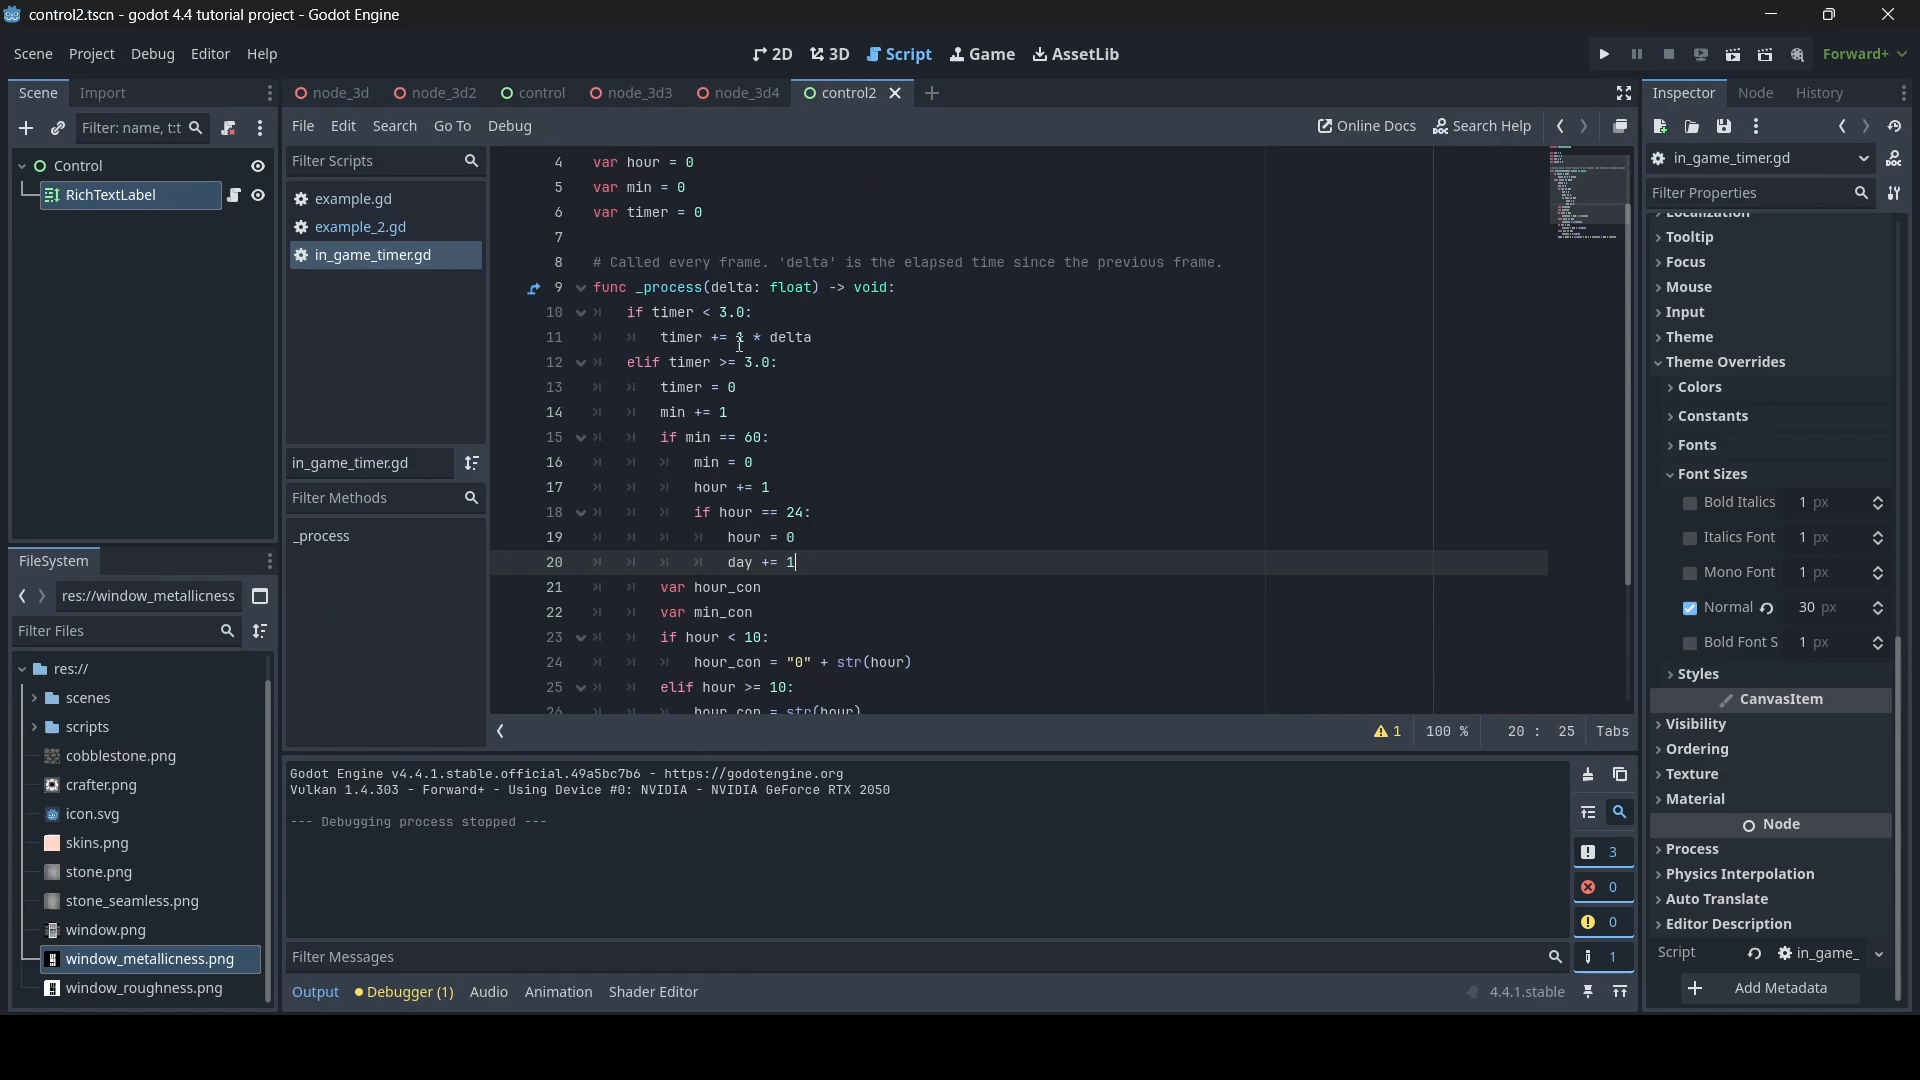 control2.tscn - godot 4.4 tutorial project - Godot Engine
Scene Project Debug Editor Help
2D 3D Script Game AssetLib
Forward+
Scene Import
node_3d node_3d2 control node_3d3 node_3d4 control2
Inspector Node History
Filter: name, t:t
File Edit Search Go To Debug
Online Docs Search Help
Control
RichTextLabel
Filter Scripts
example.gd
example_2.gd
in_game_timer.gd
in_game_timer.gd
Filter Methods
_process
4 var hour = 0
5 var min = 0
6 var timer = 0
7
8 # Called every frame. 'delta' is the elapsed time since the previous frame.
9 func _process(delta: float) -> void:
10 if timer < 3.0:
11 timer += 1 * delta
12 elif timer >= 3.0:
13 timer = 0
14 min += 1
15 if min == 60:
16 min = 0
17 hour += 1
18 if hour == 24:
19 hour = 0
20 day += 1
21 var hour_con
22 var min_con
23 if hour < 10:
24 hour_con = "0" + str(hour)
25 elif hour >= 10:
26 hour_con = str(hour)
1 100 % 20 : 25 Tabs
FileSystem
res://window_metallicness
Filter Files
res://
scenes
scripts
cobblestone.png
crafter.png
icon.svg
skins.png
stone.png
stone_seamless.png
window.png
window_metallicness.png
window_roughness.png
Godot Engine v4.4.1.stable.official.49a5bc7b6 - https://godotengine.org
Vulkan 1.4.303 - Forward+ - Using Device #0: NVIDIA - NVIDIA GeForce RTX 2050
--- Debugging process stopped ---
3
0
0
1
Filter Messages
Output Debugger (1) Audio Animation Shader Editor
4.4.1.stable
in_game_timer.gd
Filter Properties
Localization
Tooltip
Focus
Mouse
Input
Theme
Theme Overrides
Colors
Constants
Fonts
Font Sizes
Bold Italics 1 px
Italics Font 1 px
Mono Font 1 px
Normal 30 px
Bold Font S 1 px
Styles
CanvasItem
Visibility
Ordering
Texture
Material
Node
Process
Physics Interpolation
Auto Translate
Editor Description
Script in_game_
Add Metadata